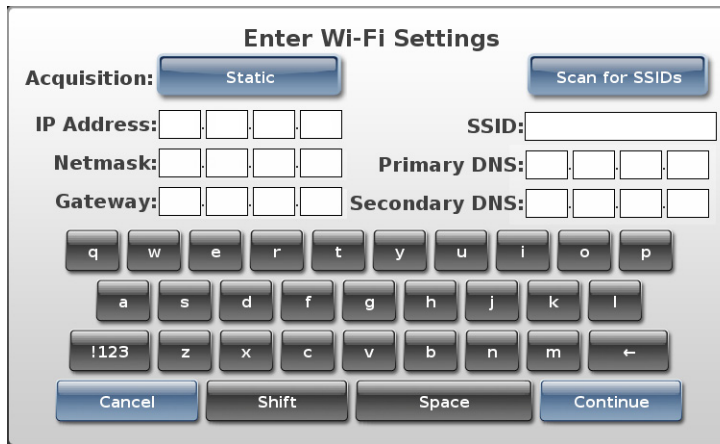 Enter Wi-Fi Settings
Acquisition: Static Scan for SSIDs
IP Address: . . . SSID:
Netmask: . . . Primary DNS: . . .
Gateway: . . . Secondary DNS: . . .
q w e r t y u i o p
a s d f g h j k l
!123 z x c v b n m ←
Cancel Shift Space Continue